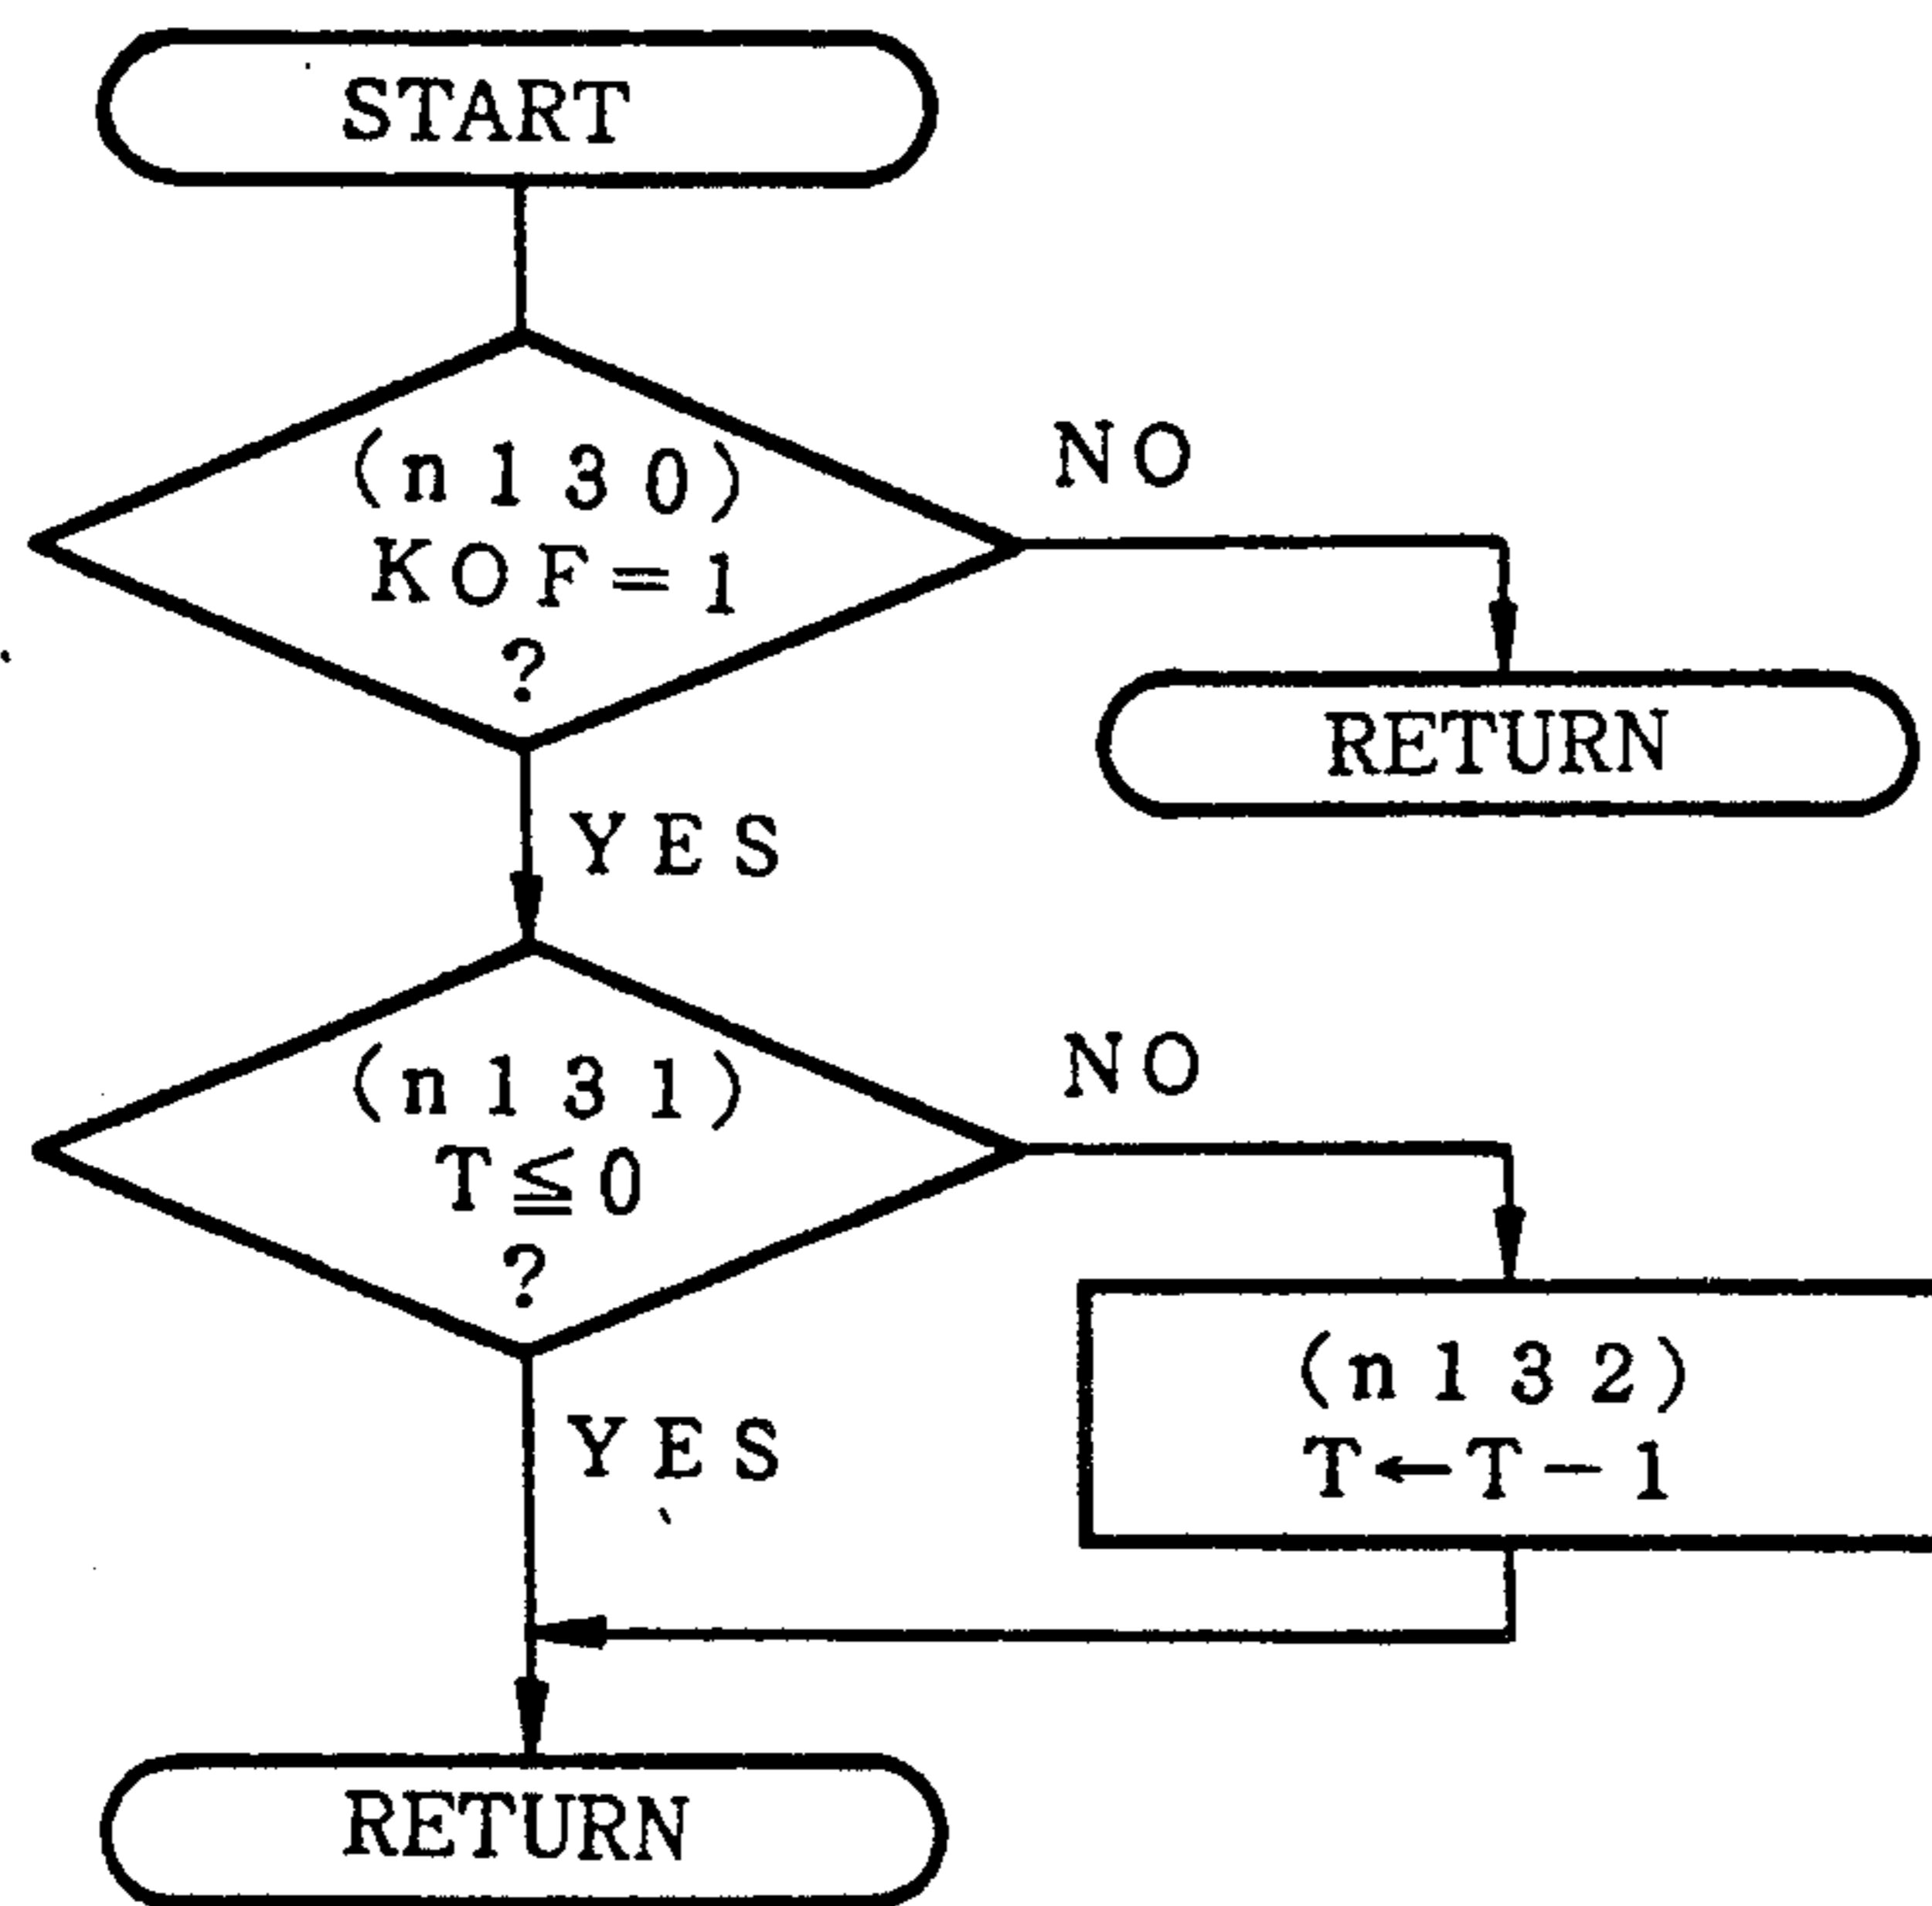 START
(n130)
KOF=1
?
NO
RETURN
YES
(n131)
T≦0
?
NO
(n132)
T←T-1
YES
RETURN